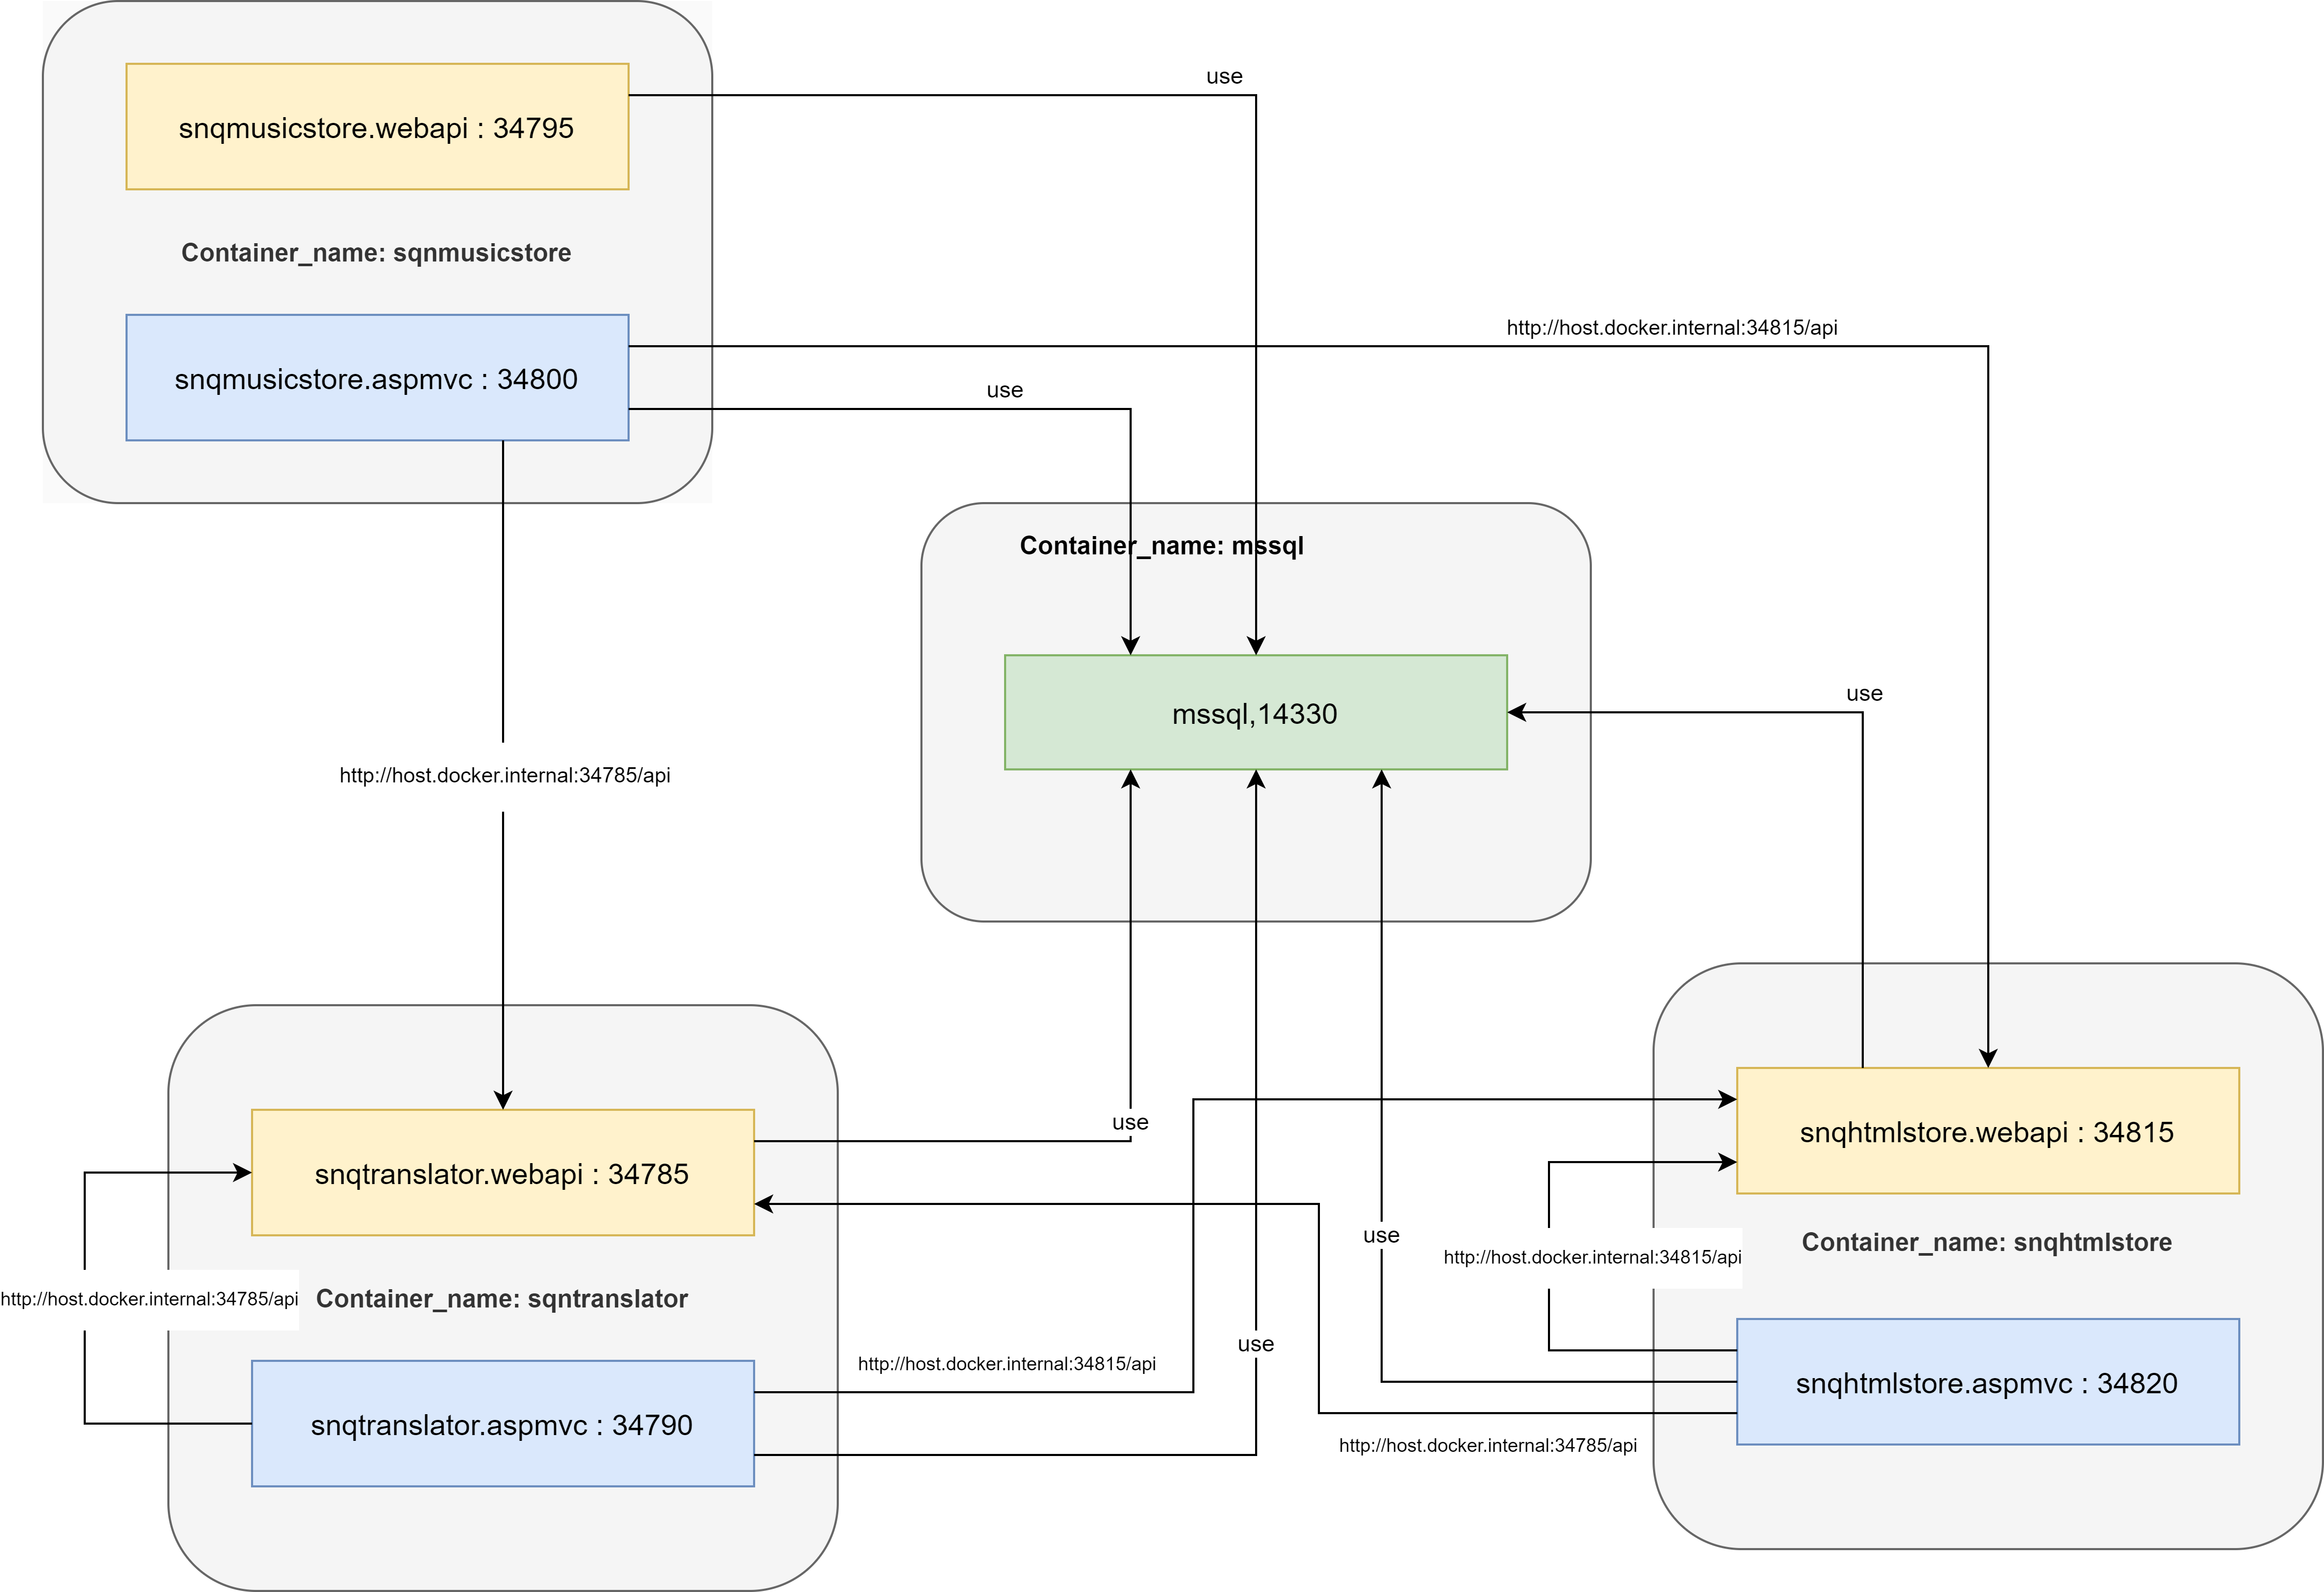 use
snqmusicstore.webapi : 34795
Container_name: sqnmusicstore
http://host.docker.internal:34815/api
snqmusicstore.aspmvc : 34800
use
Container_name: mssql
use
mssql,14330
http://host.docker.internal:34785/api
use
snqhtmlstore.webapi : 34815
snqtranslator.webapi : 34785
use
Container_name: snqhtmlstore
http://host.docker.internal:34815/api
http://host.docker.internal:34785/api
Container_name: sqntranslator
use
http://host.docker.internal:34815/api
snqhtmlstore.aspmvc : 34820
snqtranslator.aspmvc : 34790
http://host.docker.internal:34785/api